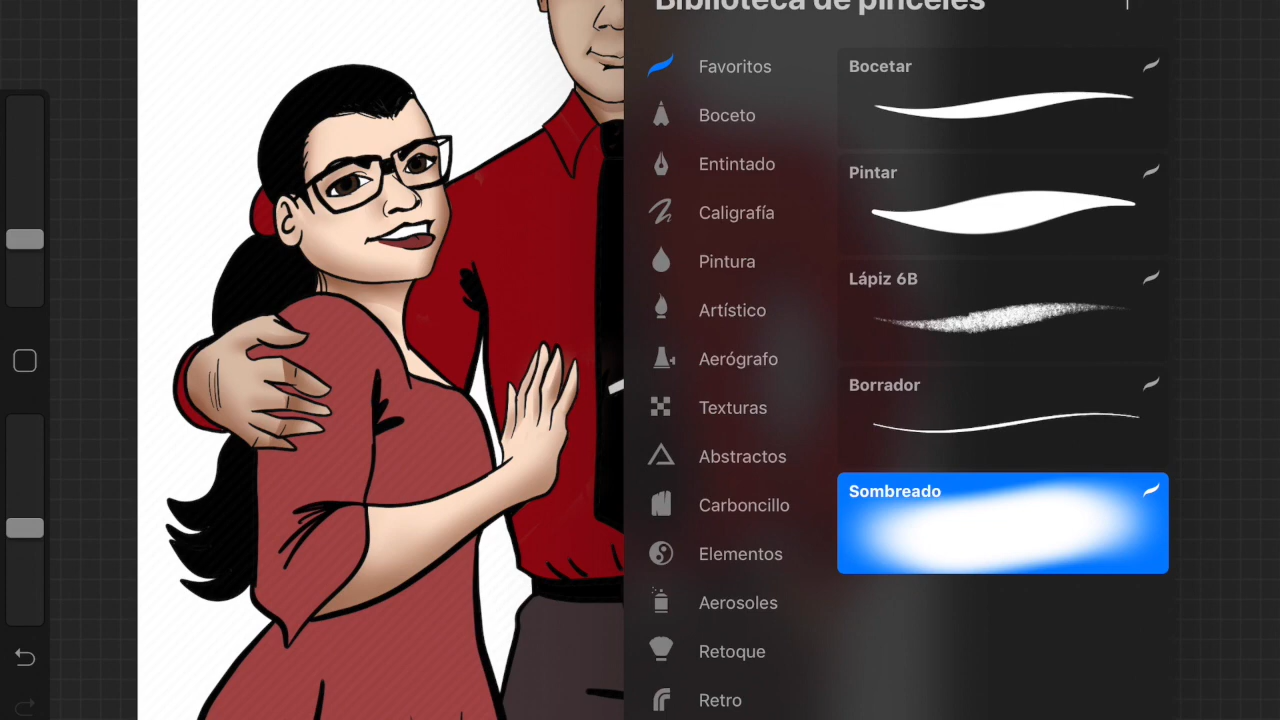 Biblioteca de pinceles
Favoritos
Boceto
Entintado
Caligrafía
Pintura
Artístico
Aerógrafo
Texturas
Abstractos
Carboncillo
Elementos
Aerosoles
Retoque
Retro
Bocetar
Pintar
Lápiz 6B
Borrador
Sombreado